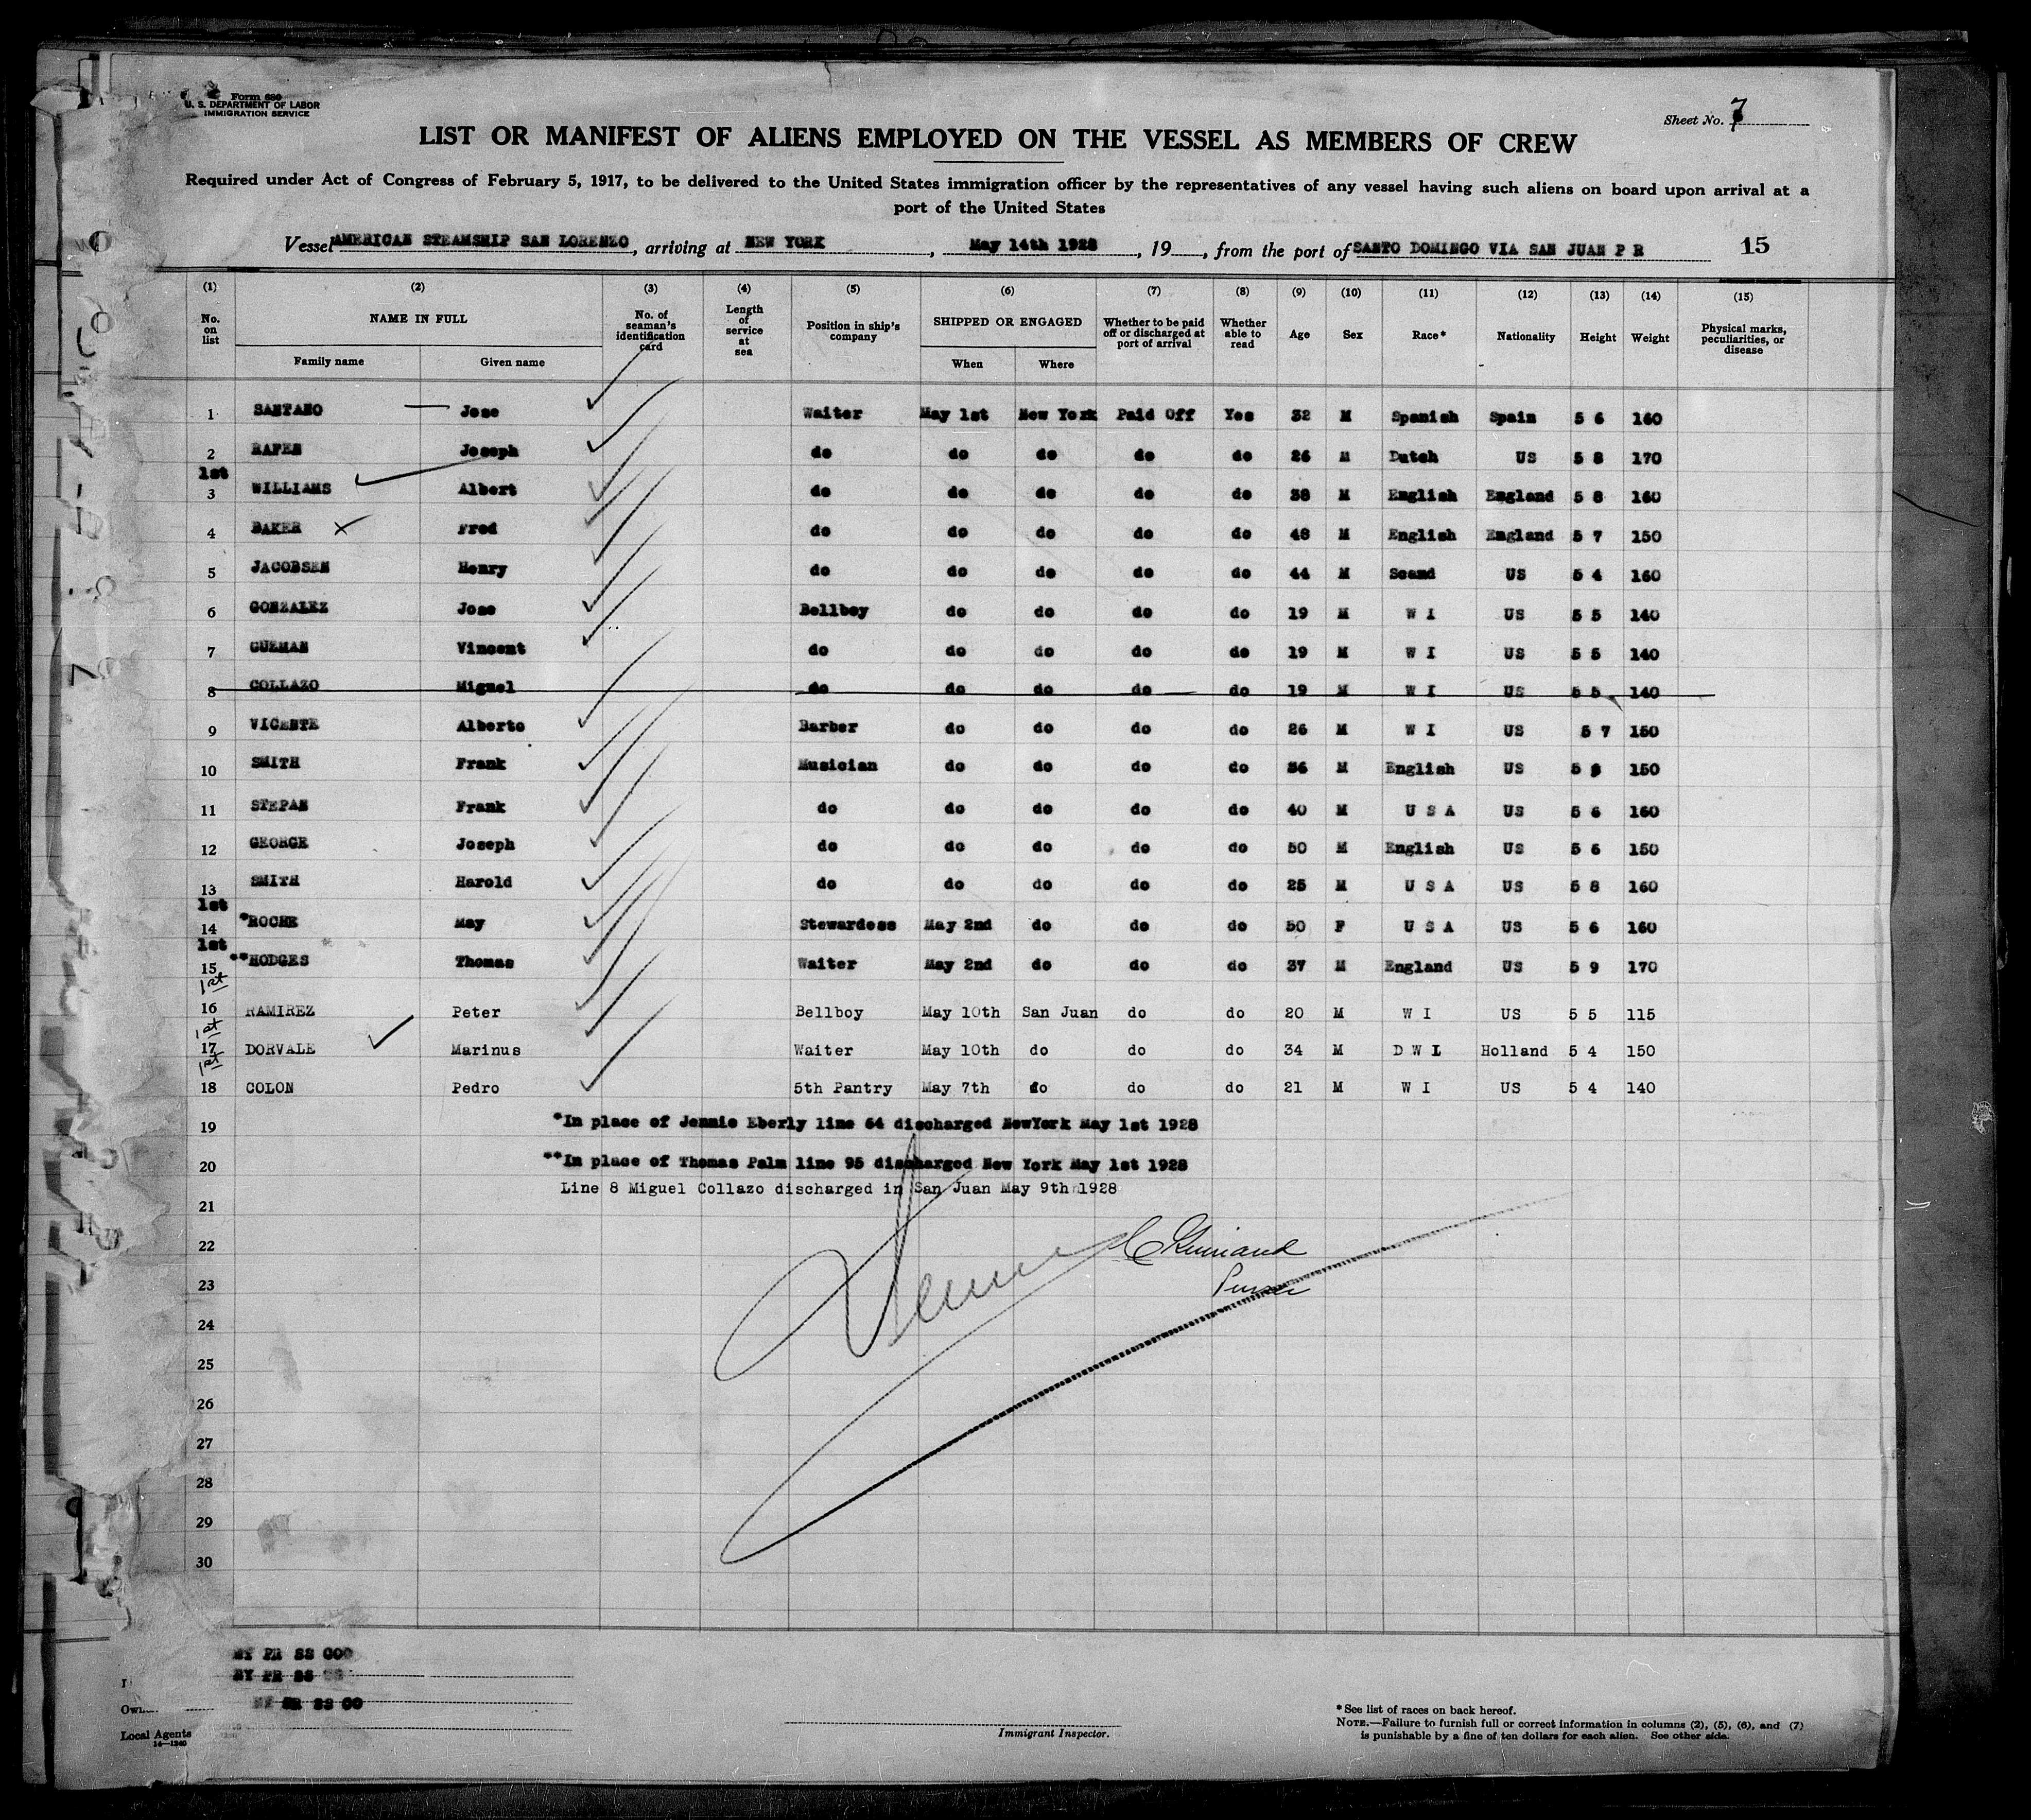 Form 680
U. S. DEPARTMENT OF LABOR
IMMIGRATION SERVICE
Sheet No. 7
LIST OR MANIFEST OF ALIENS EMPLOYED ON THE VESSEL AS MEMBERS OF CREW
Required under Act of Congress of February 5, 1917, to be delivered to the United States immigration officer by the representatives of any vessel having such aliens on board upon arrival at a
port of the United States
Vessel AMERICAN STEAMSHIP SAN LORENZO, arriving at NEW YORK, May 14th 1928, 19__, from the port of SANTO DOMINGO VIA SAN JUAN P R 15
(1) (2) (3) (4) (5) (6) (7) (8) (9) (10) (11) (12) (13) (14) (15)
No. on list NAME IN FULL No. of seaman's identification card Length of service at sea Position in ship's company SHIPPED OR ENGAGED Whether to be paid off or discharged at port of arrival Whether able to read Age Sex Race* Nationality Height Weight Physical marks, peculiarities, or disease
Family name Given name When Where
1 SANTANO Jose Waiter May 1st New York Paid Off Yes 32 M Spanish Spain 5 6 160
2 RAFEN Joseph do do do do do 26 M Dutch US 5 8 170
1st
3 WILLIAMS Albert do do do do do 38 M English England 5 8 160
4 BAKER Fred do do do do do 48 M English England 5 7 150
5 JACOBSEN Henry do do do do do 44 M Scand US 5 4 160
6 GONZALEZ Jose Bellboy do do do do 19 M W I US 5 5 140
7 GUZMAN Vincent do do do do do 19 M W I US 5 5 140
8 COLLAZO Miguel do do do do do 19 M W I US 5 5 140
9 VICENTE Alberto Barber do do do do 26 M W I US 5 7 150
10 SMITH Frank Musician do do do do 36 M English US 5 9 150
11 STEPAN Frank do do do do do 40 M U S A US 5 6 160
12 GEORGE Joseph do do do do do 50 M English US 5 6 150
13 SMITH Harold do do do do do 25 M U S A US 5 8 160
1st
14 *ROCHE May Stewardess May 2nd do do do 50 F U S A US 5 6 160
1st
15 **HODGES Thomas Waiter May 2nd do do do 37 M England US 5 9 170
1st
16 RAMIREZ Peter Bellboy May 10th San Juan do do 20 M W I US 5 5 115
1st
17 DORVALE Marinus Waiter May 10th do do do 34 M D W I Holland 5 4 150
1st
18 COLON Pedro 5th Pantry May 7th do do do 21 M W I US 5 4 140
19 *In place of Jennie Eberly line 64 discharged NewYork May 1st 1928
20 **In place of Thomas Palm line 95 discharged New York May 1st 1928
Line 8 Miguel Collazo discharged in San Juan May 9th 1928
21
22
23 Purser
24
25
26
27
28
29
30
NY PR SS COO
NY PR SS
PR SS CO
Local Agents
14—1240
Immigrant Inspector.
* See list of races on back hereof.
NOTE.—Failure to furnish full or correct information in columns (2), (5), (6), and (7)
is punishable by a fine of ten dollars for each alien. See other side.